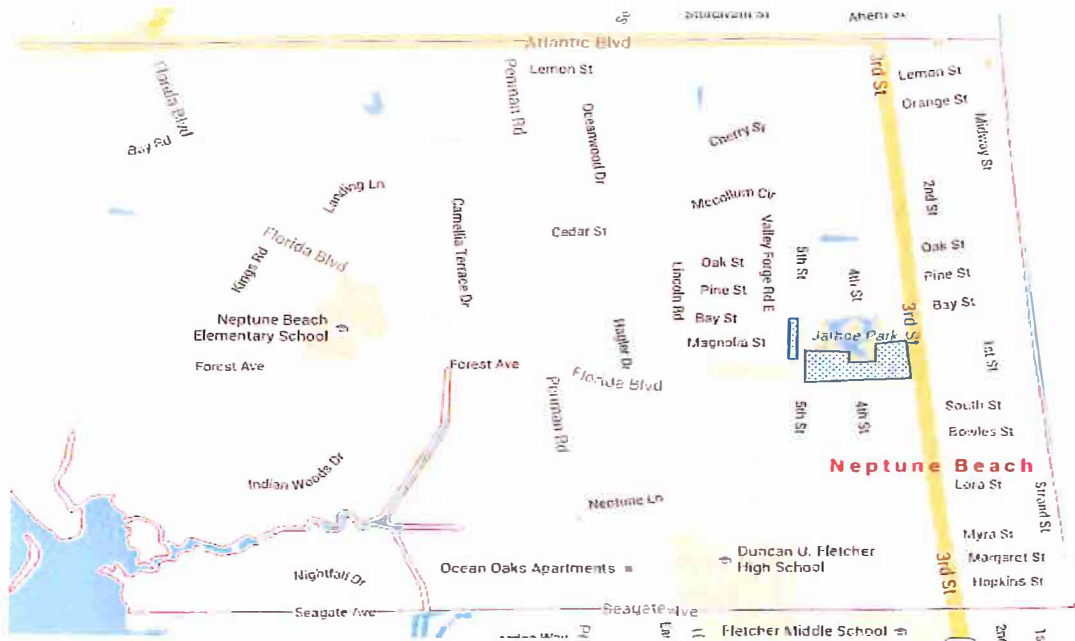 Ahern St
Atlantic Blvd
Lemon St
Lemon St
3rd St
Florida Blvd
Penman Rd
Orange St
Oceanwood Dr
Midway St
Cherry St
Bay Rd
Landing Ln
Mccollum Cir
2nd St
Camellia Terrace Dr
Valley Forge Rd E
Cedar St
Florida Blvd
Kings Rd
5th St
Oak St
Oak St
Lincoln Rd
4th St
Pine St
Pine St
Bay St
Bay St
3rd St
Neptune Beach
Elementary School
Hagler Dr
Magnolia St
Jarboe Park
1st St
Forest Ave
Forest Ave
Florida Blvd
Penman Rd
5th St
4th St
South St
Bowles St
Neptune Beach
Indian Woods Dr
Lora St
Neptune Ln
Strand St
Myra St
Duncan U. Fletcher
High School
Margaret St
3rd St
Nightfall Dr
Ocean Oaks Apartments
Hopkins St
Seagate Ave
Seagate Ave
Fletcher Middle School